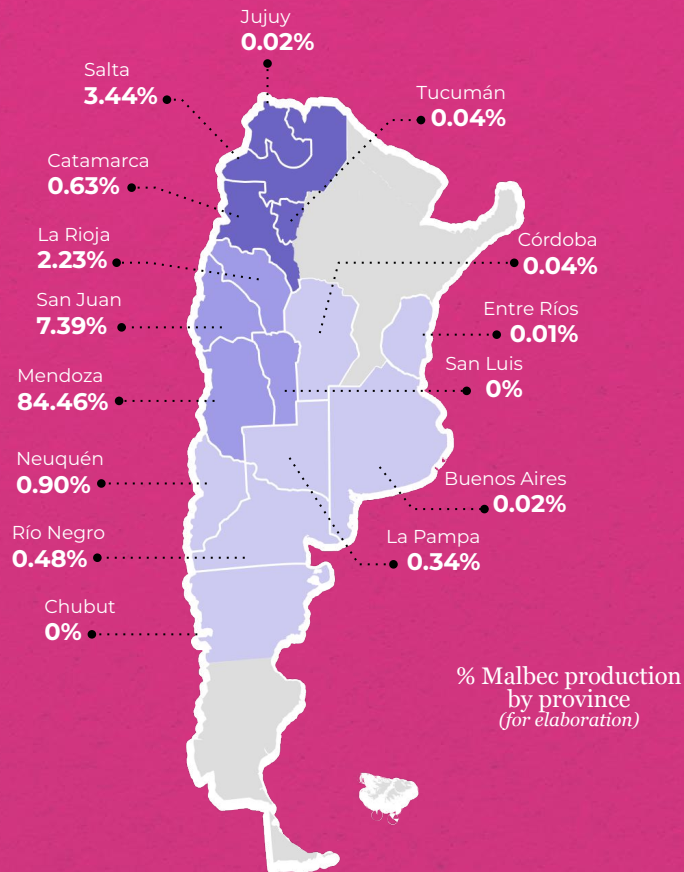 Jujuy
0.02%
Salta
3.44%
Tucumán
0.04%
Catamarca
0.63%
La Rioja
2.23%
Córdoba
0.04%
San Juan
7.39%
Entre Ríos
0.01%
San Luis
0%
Mendoza
84.46%
Neuquén
0.90%
Buenos Aires
0.02%
Río Negro
0.48%
La Pampa
0.34%
Chubut
0%
% Malbec production
by province
(for elaboration)